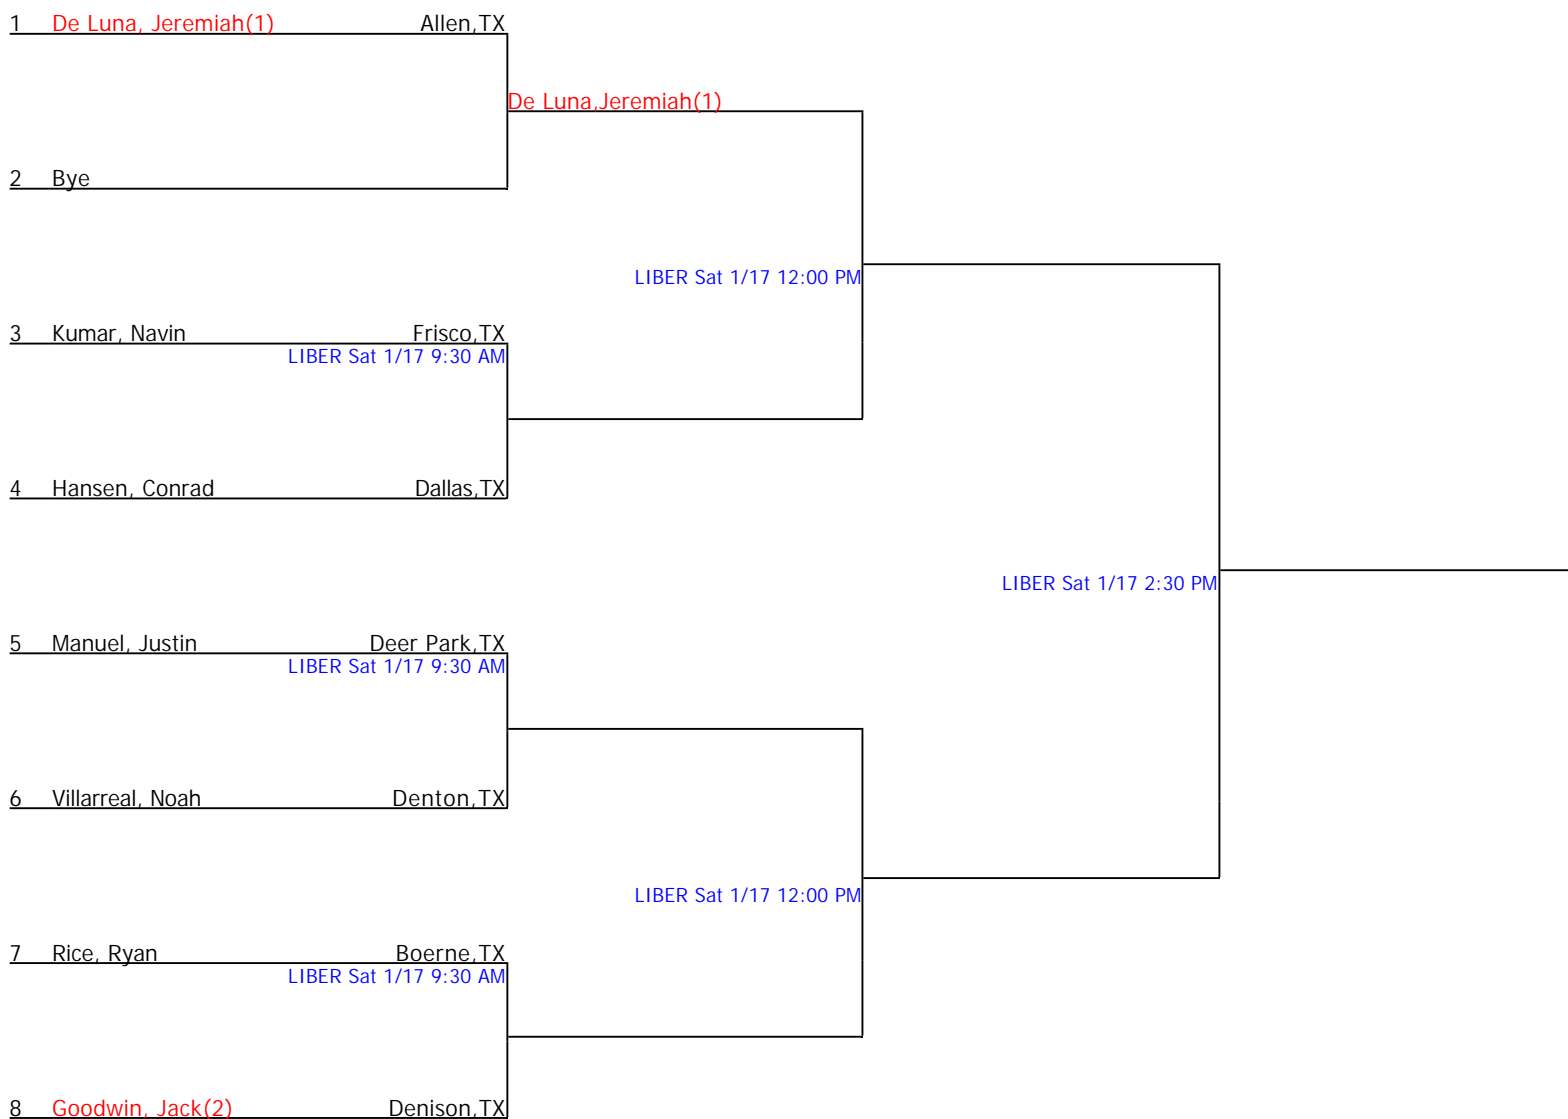 1 De Luna, Jeremiah(1) Allen,TX
De Luna,Jeremiah(1)
2 Bye
LIBER Sat 1/17 12:00 PM
3 Kumar, Navin Frisco,TX
LIBER Sat 1/17 9:30 AM
4 Hansen, Conrad Dallas,TX
LIBER Sat 1/17 2:30 PM
5 Manuel, Justin Deer Park,TX
LIBER Sat 1/17 9:30 AM
6 Villarreal, Noah Denton,TX
LIBER Sat 1/17 12:00 PM
7 Rice, Ryan Boerne,TX
LIBER Sat 1/17 9:30 AM
8 Goodwin, Jack(2) Denison,TX